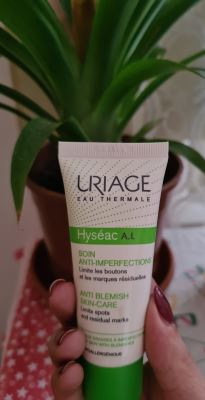 URIAGE
EAU THERMALE
Hyséac A.I.
SOIN
ANTI-IMPERFECTIONS
Limite les boutons
et les marques résiduelles
ANTI BLEMISH
SKIN-CARE
Limits spots
and residual marks